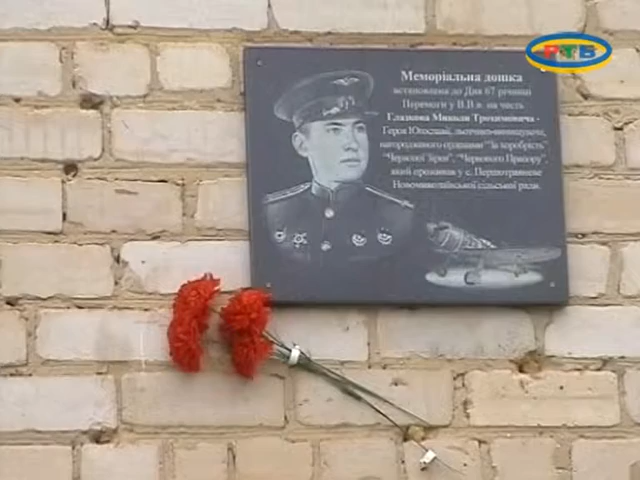 РТБ
Меморіальна дошка
встановлена до Дня 67 річниці
Перемоги у В.В.в. на честь
Глазкова Миколи Трохимовича -
Героя Югославії, льотчика-винищувача,
нагородженого орденами "За хоробрість"
"Червоної Зірки", "Червоного Прапору",
який проживав у с. Першотравневе
Новомиколаївської сільської ради.